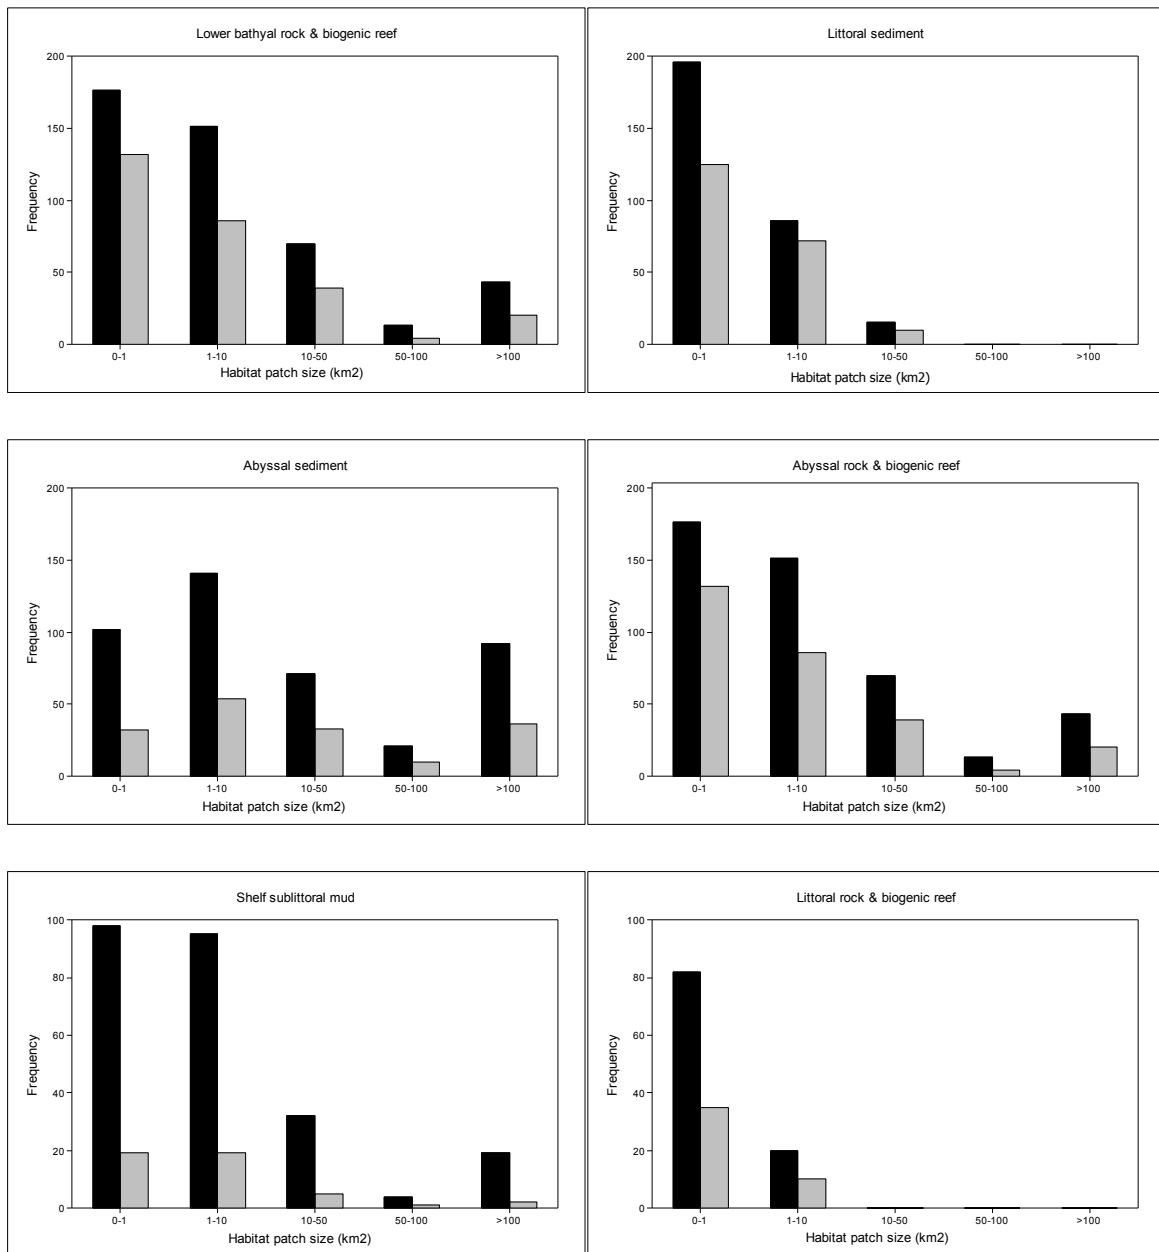 Lower bathyal rock & biogenic reef
200
150
100
50
0
Frequency
0-1 1-10 10-50 50-100 >100
Habitat patch size (km2)
Littoral sediment
200
150
100
50
0
Frequency
0-1 1-10 10-50 50-100 >100
Habitat patch size (km2)
Abyssal sediment
200
150
100
50
0
Frequency
0-1 1-10 10-50 50-100 >100
Habitat patch size (km2)
Abyssal rock & biogenic reef
200
150
100
50
0
Frequency
0-1 1-10 10-50 50-100 >100
Habitat patch size (km2)
Shelf sublittoral mud
100
80
60
40
20
0
Frequency
0-1 1-10 10-50 50-100 >100
Habitat patch size (km2)
Littoral rock & biogenic reef
100
80
60
40
20
0
Frequency
0-1 1-10 10-50 50-100 >100
Habitat patch size (km2)